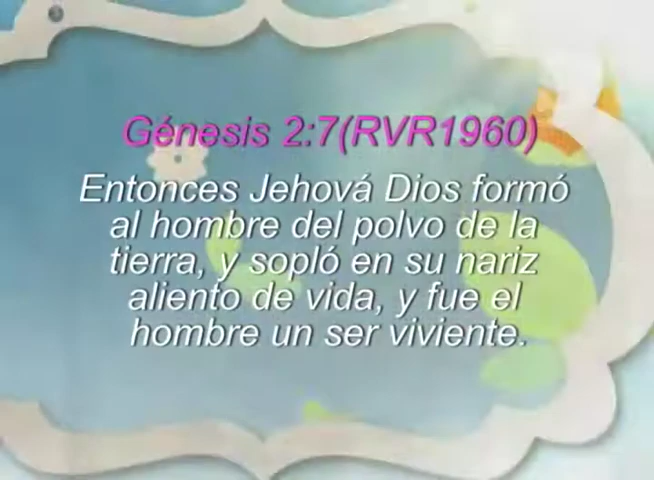 Génesis 2:7(RVR1960)
Entonces Jehová Dios formó
al hombre del polvo de la
tierra, y sopló en su nariz
aliento de vida, y fue el
hombre un ser viviente.